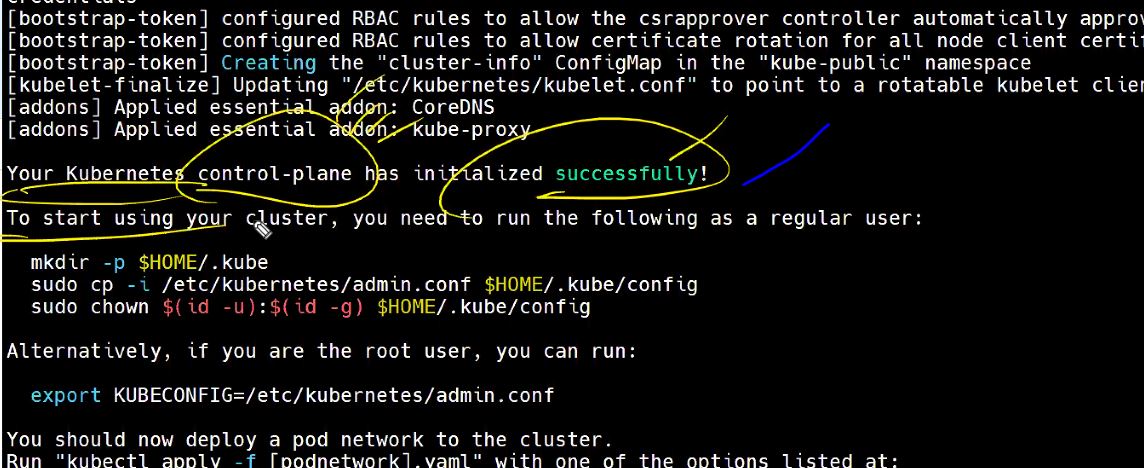 [bootstrap-token] configured RBAC rules to allow the csrapprover controller automatically approv
[bootstrap-token] configured RBAC rules to allow certificate rotation for all node client certi
[bootstrap-token] Creating the "cluster-info" ConfigMap in the "kube-public" namespace
[kubelet-finalize] Updating "/etc/kubernetes/kubelet.conf" to point to a rotatable kubelet clien
[addons] Applied essential addon: CoreDNS
[addons] Applied essential addon: kube-proxy
Your Kubernetes control-plane has initialized successfully!
To start using your cluster, you need to run the following as a regular user:
mkdir -p $HOME/.kube
sudo cp -i /etc/kubernetes/admin.conf $HOME/.kube/config
sudo chown $(id -u):$(id -g) $HOME/.kube/config
Alternatively, if you are the root user, you can run:
export KUBECONFIG=/etc/kubernetes/admin.conf
You should now deploy a pod network to the cluster.
Run "kubectl apply -f [podnetwork].yaml" with one of the options listed at: